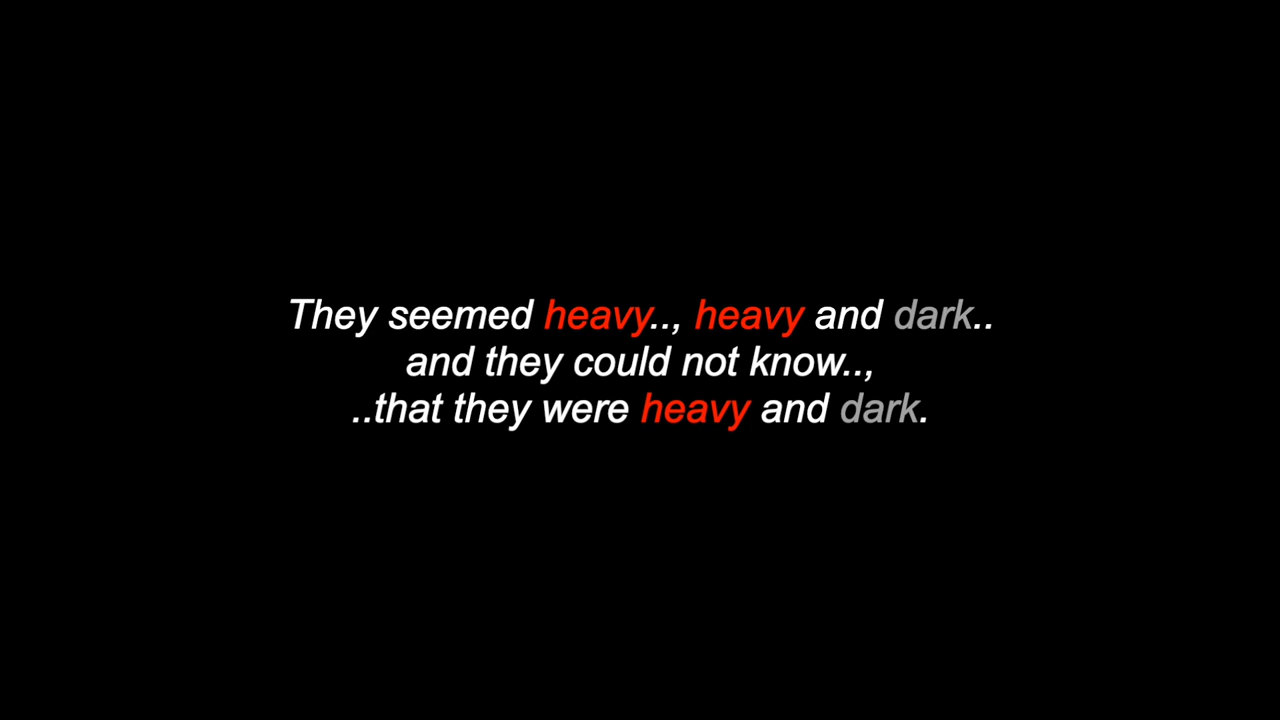 They seemed heavy.., heavy and dark..
and they could not know..,
..that they were heavy and dark.